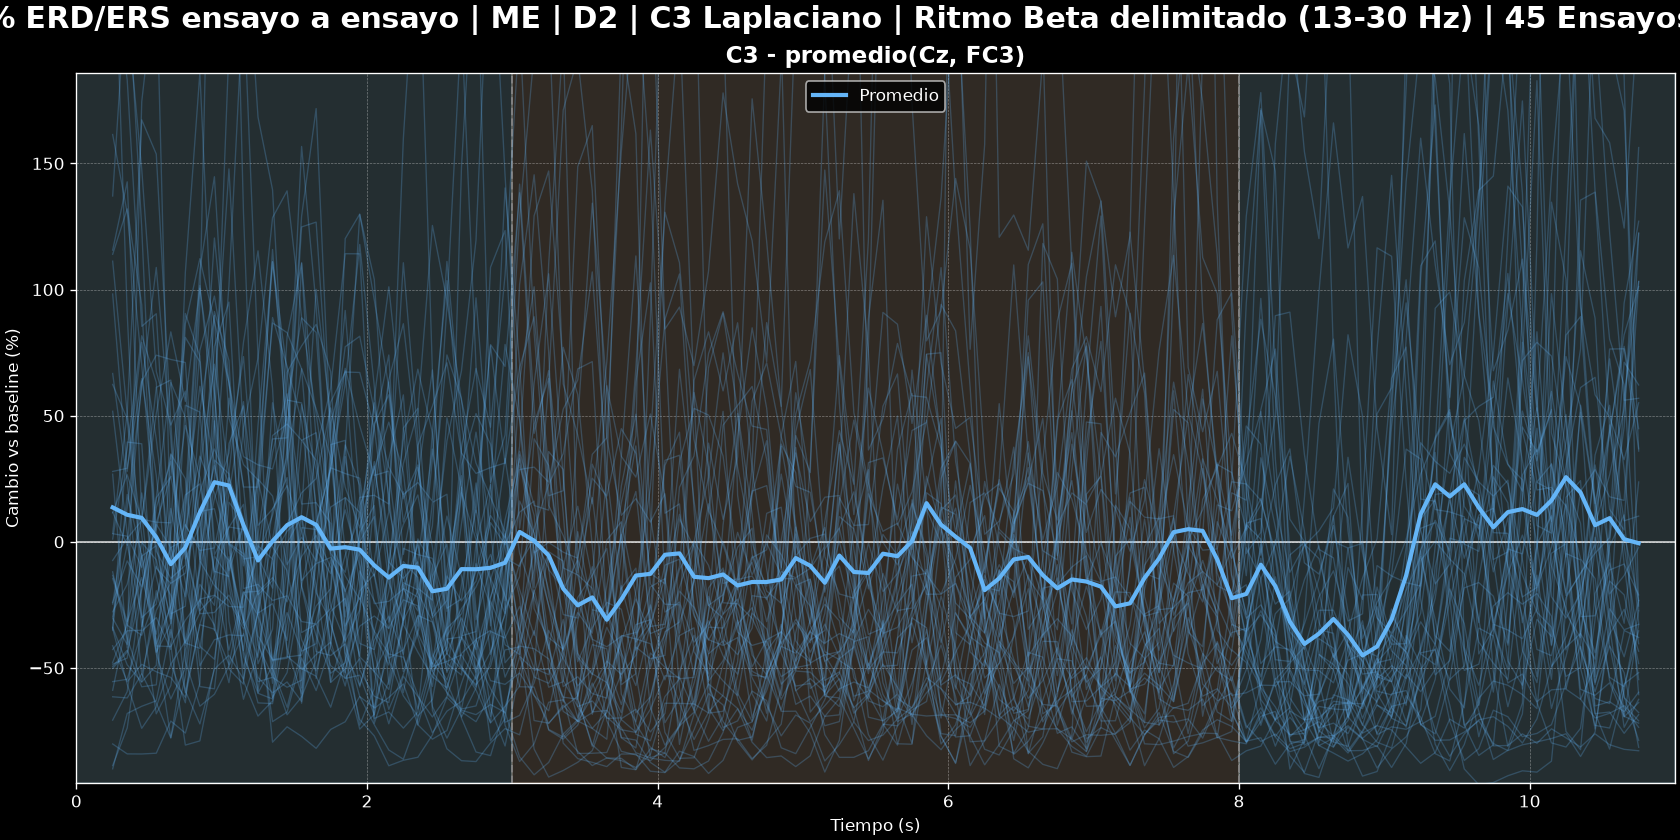 % ERD/ERS ensayo a ensayo | ME | D2 | C3 Laplaciano | Ritmo Beta delimitado (13-30 Hz) | 45 Ensayos
C3 - promedio(Cz, FC3)
Promedio
150
100
50
0
−50
Cambio vs baseline (%)
0 2 4 6 8 10
Tiempo (s)